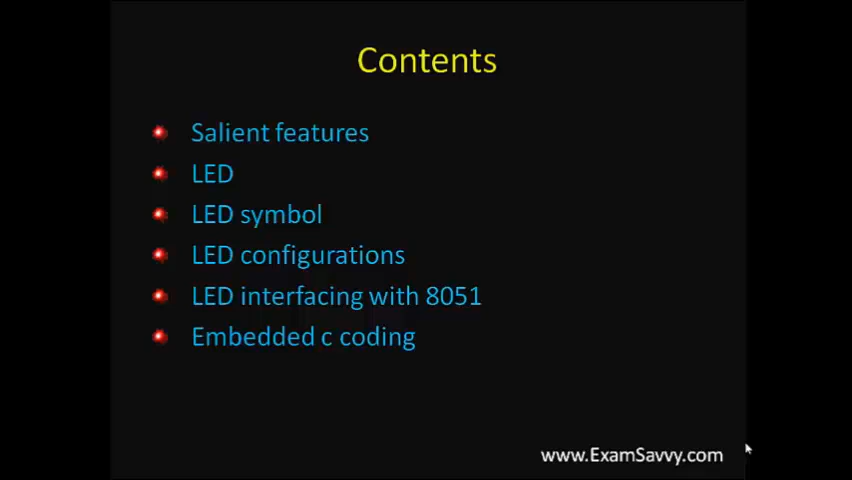 Contents
Salient features
LED
LED symbol
LED configurations
LED interfacing with 8051
Embedded c coding
www.ExamSavvy.com